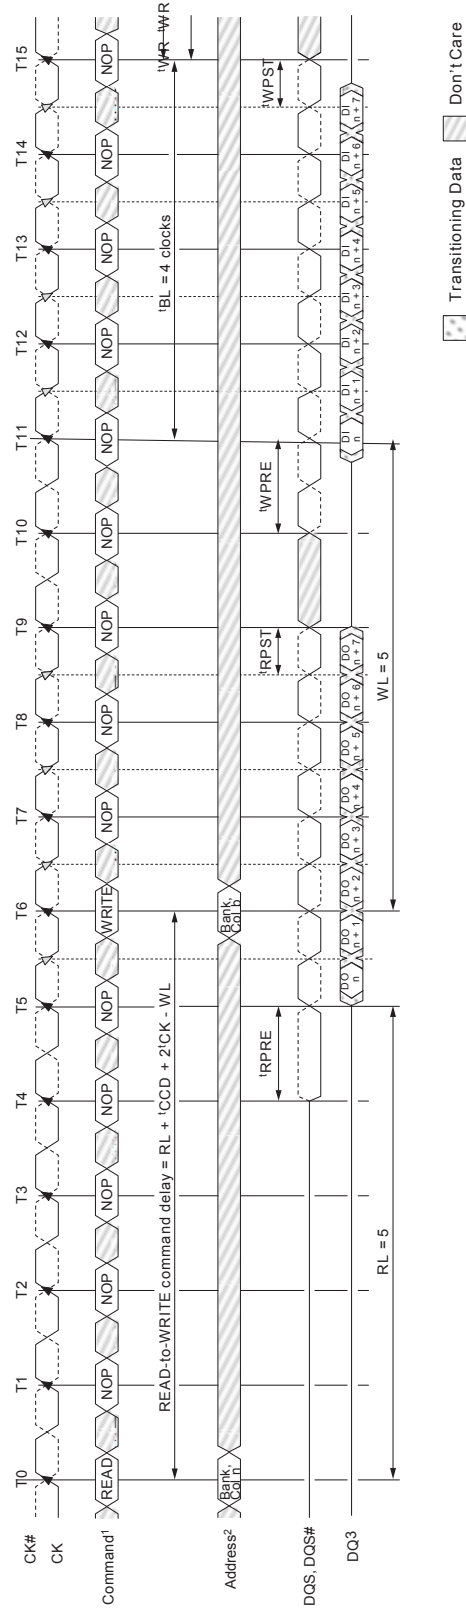 T0 T1 T2 T3 T4 T5 T6 T7 T8 T9 T10 T11 T12 T13 T14 T15
CK#
CK
Command¹ READ NOP NOP NOP NOP NOP WRITE NOP NOP NOP NOP NOP NOP NOP NOP NOP
tWR tWR
READ-to-WRITE command delay = RL + tCCD + 2tCK - WL
tBL = 4 clocks
Address² Bank, Col n Bank, Col b
tRPRE tRPST tWPRE tWPST
DQS, DQS#
DQ3 DO n DO n + 1 DO n + 2 DO n + 3 DO n + 4 DO n + 5 DO n + 6 DO n + 7 DI n DI n + 1 DI n + 2 DI n + 3 DI n + 4 DI n + 5 DI n + 6 DI n + 7
RL = 5 WL = 5
Transitioning Data Don't Care